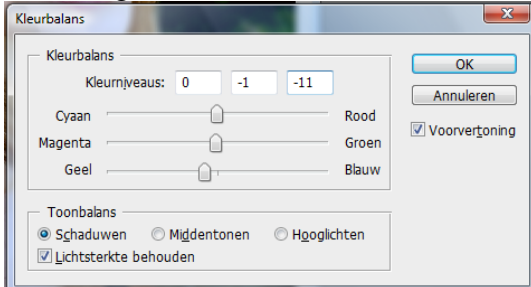 Kleurbalans
Kleurbalans
Kleurniveaus: 0 -1 -11
Cyaan Rood
Magenta Groen
Geel Blauw
Toonbalans
Schaduwen Middentonen Hooglichten
Lichtsterkte behouden
OK
Annuleren
Voorvertoning